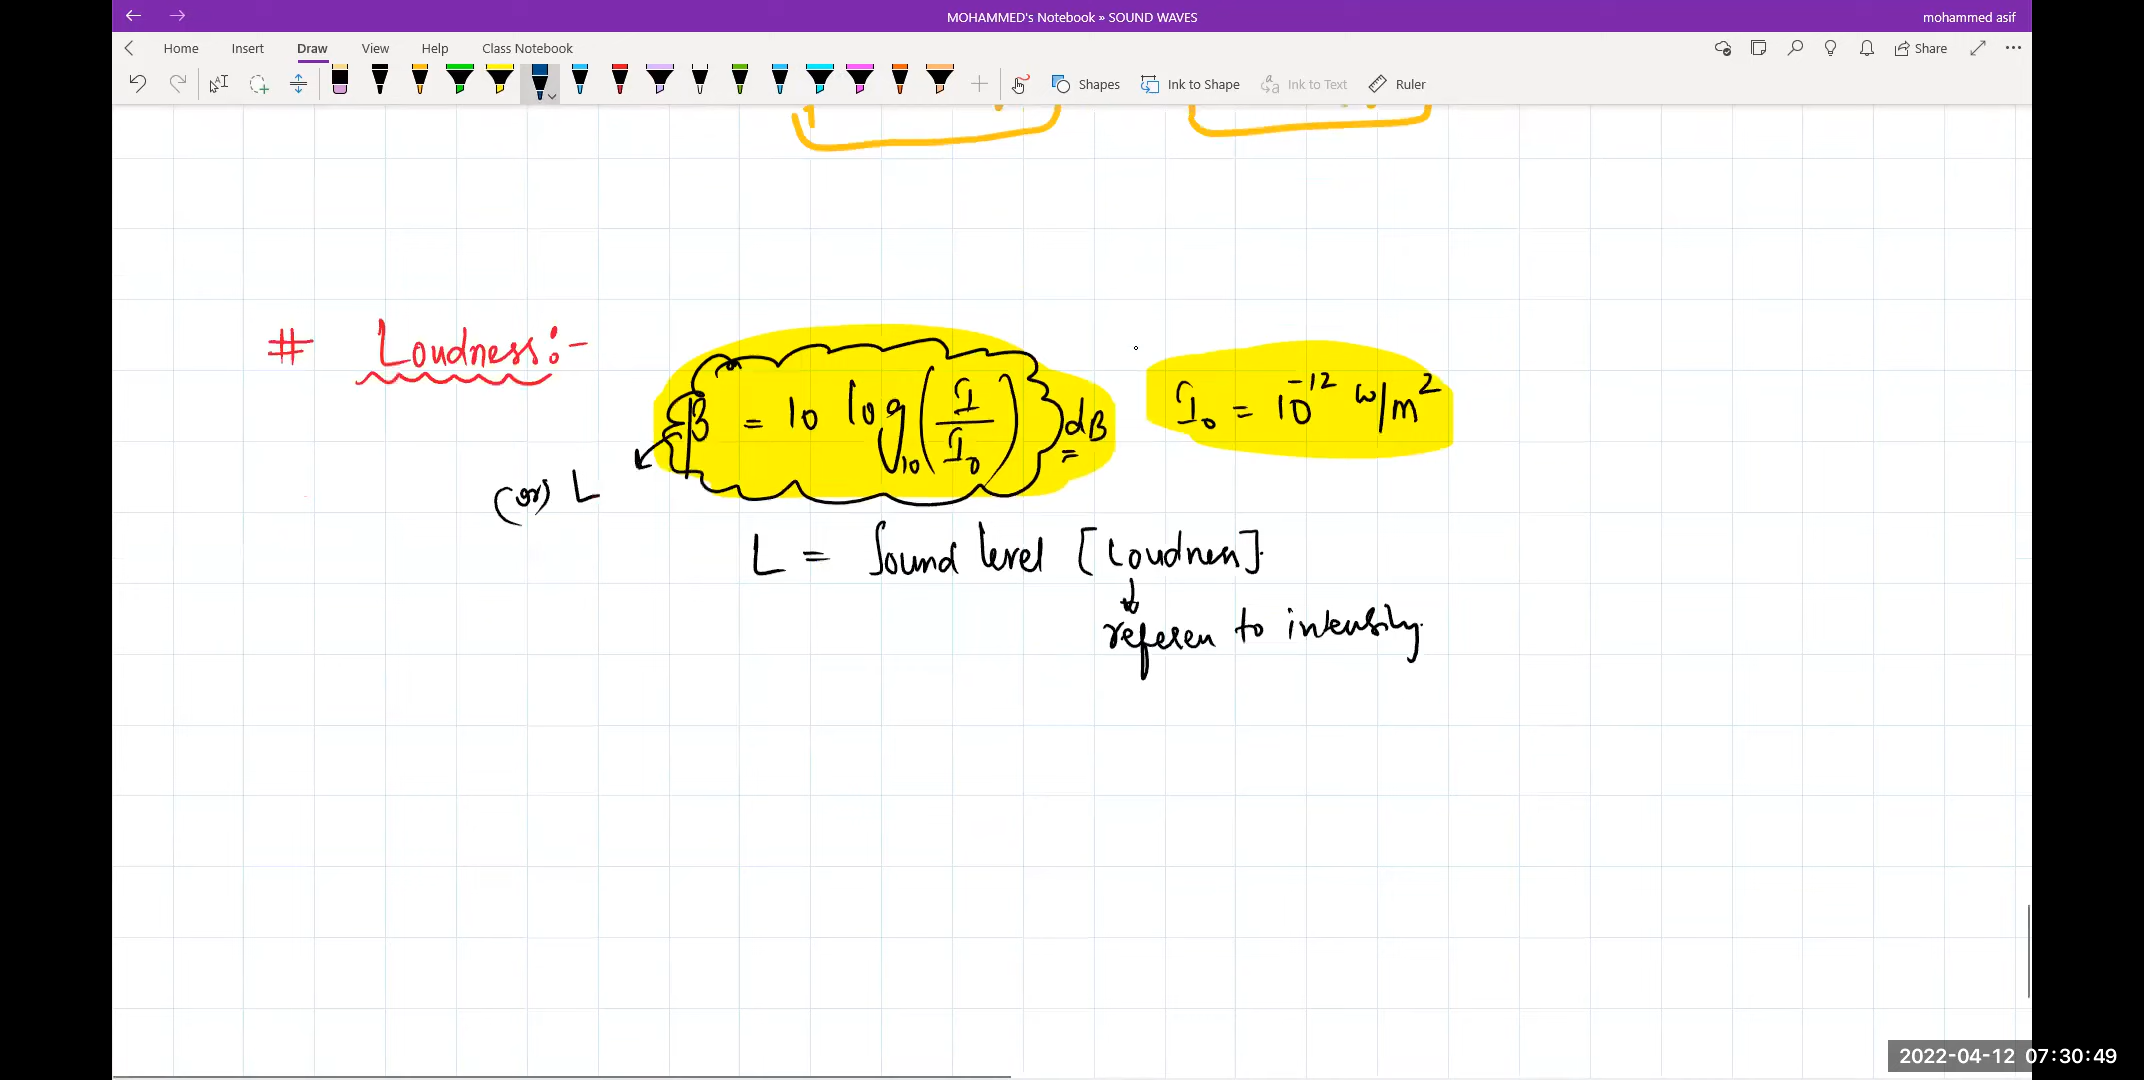 MOHAMMED's Notebook » SOUND WAVES
mohammed asif
Home Insert Draw View Help Class Notebook
Share
Shapes Ink to Shape Ink to Text Ruler
# Loudness:-
β = 10 log₁₀(I/I₀) dB
I₀ = 10⁻¹² w/m²
(or) L
L = Sound level [Loudness].
referen to intensity.
2022-04-12 07:30:49